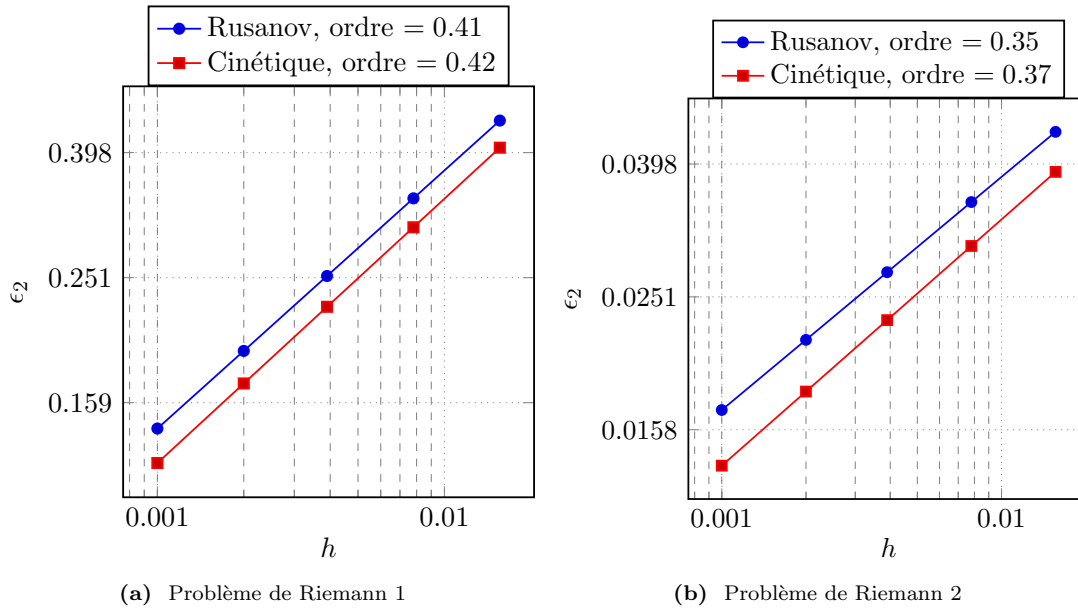 Rusanov, ordre = 0.41
Cinétique, ordre = 0.42
0.398
0.251
0.159
ϵ₂
0.001
0.01
h
(a) Problème de Riemann 1
Rusanov, ordre = 0.35
Cinétique, ordre = 0.37
0.0398
0.0251
0.0158
ϵ₂
0.001
0.01
h
(b) Problème de Riemann 2